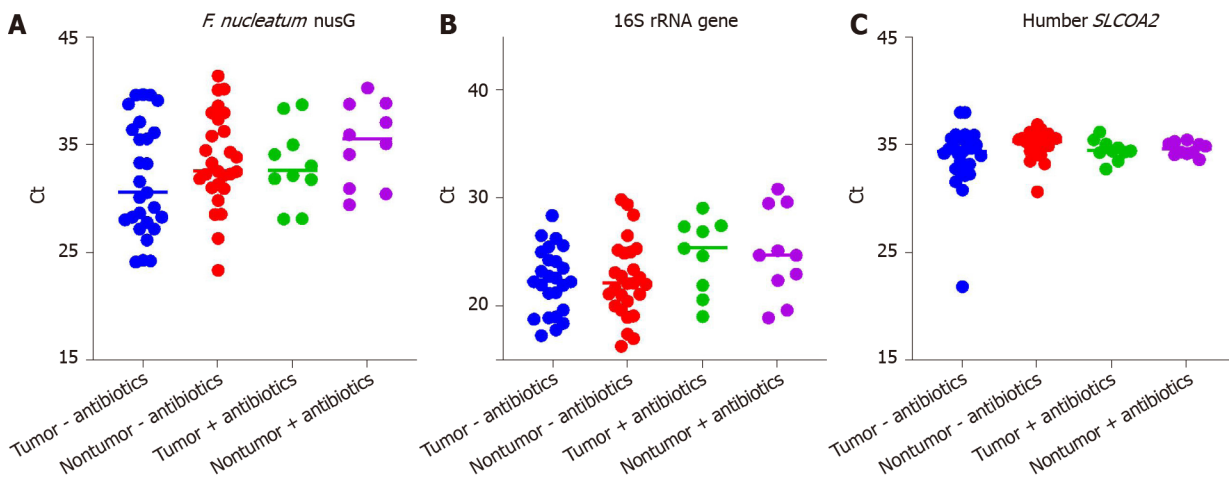 A
F. nucleatum nusG
Ct
45
35
25
15
Tumor - antibiotics
Nontumor - antibiotics
Tumor + antibiotics
Nontumor + antibiotics
B
16S rRNA gene
Ct
40
30
20
Tumor - antibiotics
Nontumor - antibiotics
Tumor + antibiotics
Nontumor + antibiotics
C
Humber SLCOA2
Ct
45
35
25
15
Tumor - antibiotics
Nontumor - antibiotics
Tumor + antibiotics
Nontumor + antibiotics